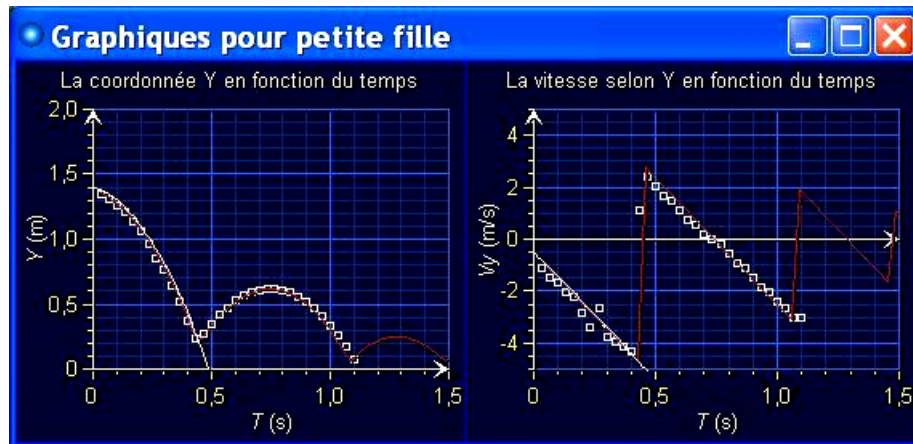 Graphiques pour petite fille
La coordonnée Y en fonction du temps
2,0
1,5
1,0
0,5
0
Y (m)
0
0,5
1,0
1,5
T (s)
La vitesse selon Y en fonction du temps
4
2
0
-2
-4
Vy (m/s)
0
0,5
1,0
1,5
T (s)